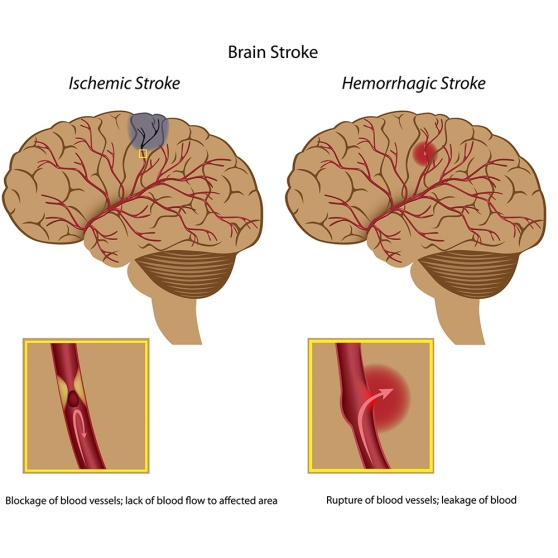 Brain Stroke
Ischemic Stroke
Hemorrhagic Stroke
Blockage of blood vessels; lack of blood flow to affected area
Rupture of blood vessels; leakage of blood